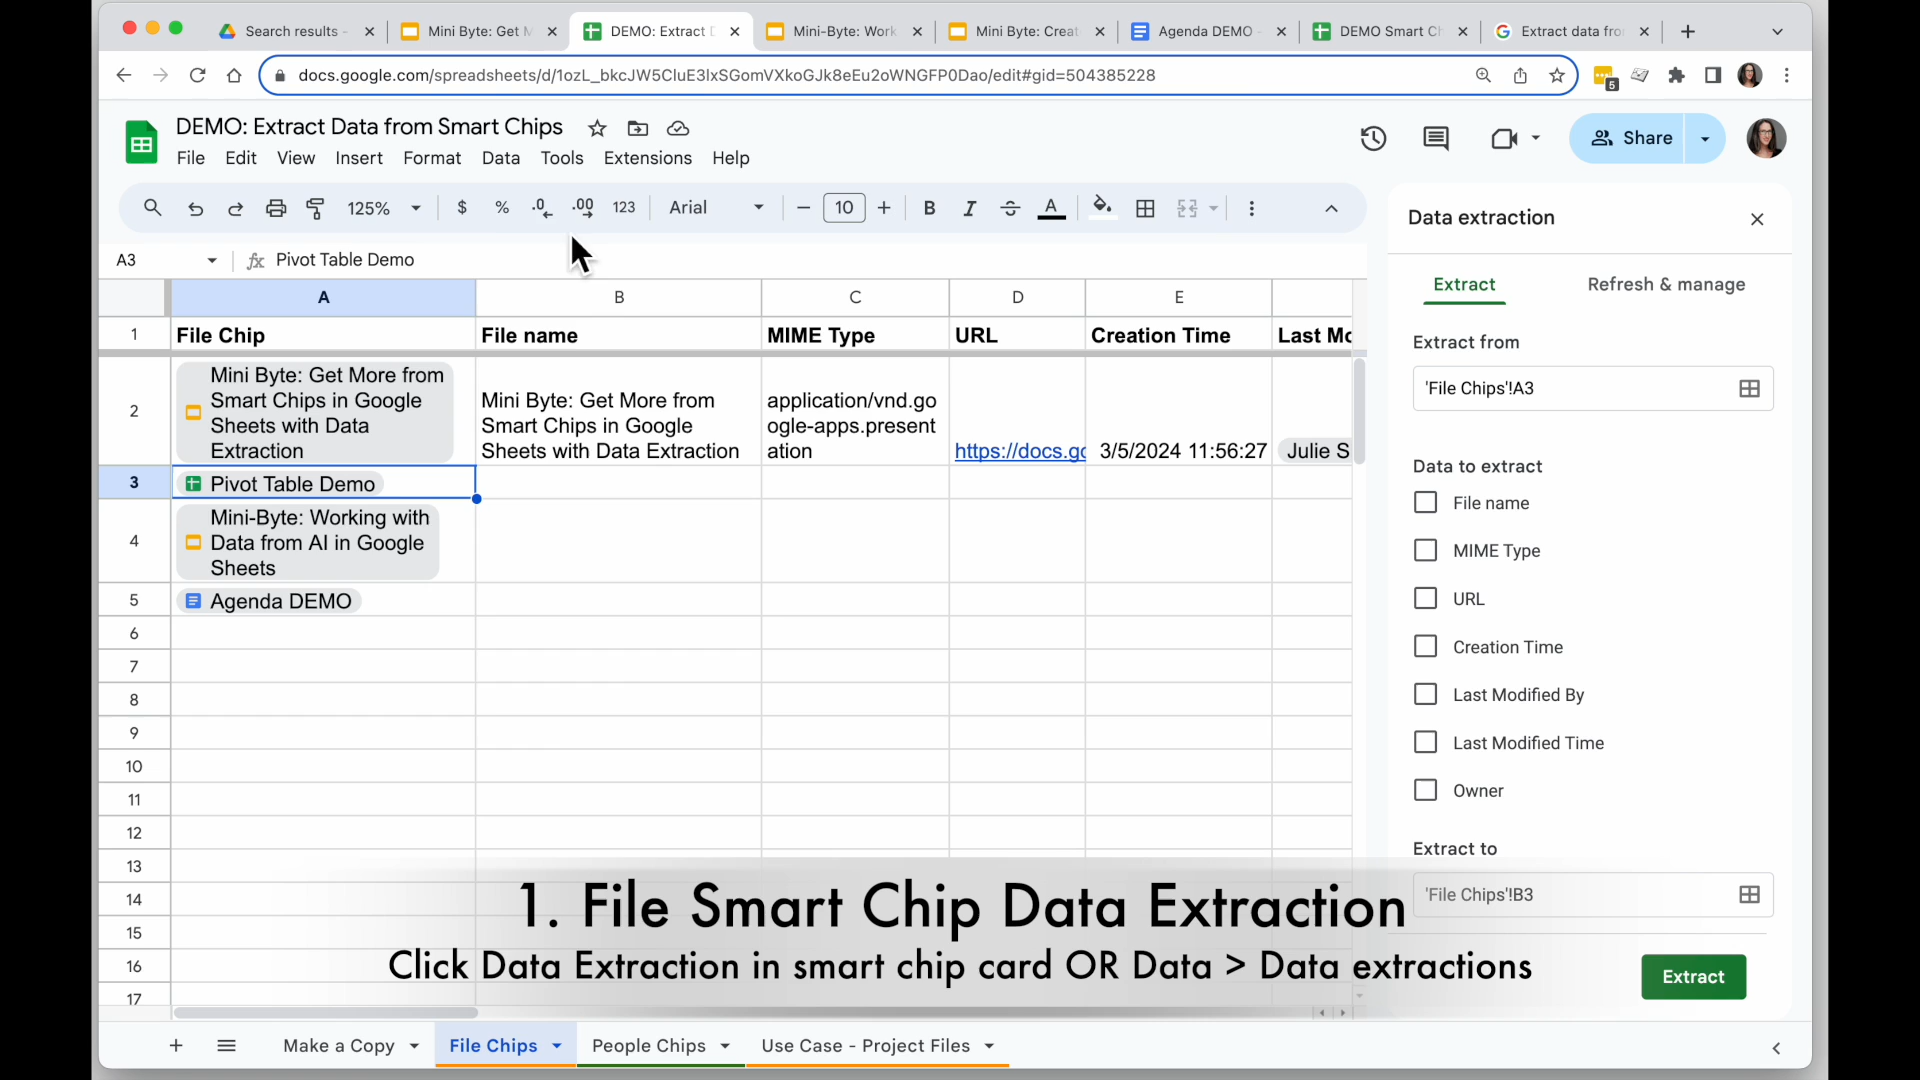 Search results -
Mini Byte: Get M
DEMO: Extract D
Mini-Byte: Work
Mini Byte: Creat
Agenda DEMO -
DEMO Smart Ch
Extract data fro
docs.google.com/spreadsheets/d/1ozL_bkcJW5CluE3lxSGomVXkoGJk8eEu2oWNGFP0Dao/edit#gid=504385228
5
DEMO: Extract Data from Smart Chips
File Edit View Insert Format Data Tools Extensions Help
Share
125% $ % .0 .00 123 Arial 10 B I A
A3
fx Pivot Table Demo
A B C D E
1 File Chip File name MIME Type URL Creation Time Last Mo
2
Mini Byte: Get More from
Smart Chips in Google
Sheets with Data
Extraction
Mini Byte: Get More from
Smart Chips in Google
Sheets with Data Extraction
application/vnd.go
ogle-apps.present
ation
https://docs.go
3/5/2024 11:56:27
Julie S
3 Pivot Table Demo
4
Mini-Byte: Working with
Data from AI in Google
Sheets
5 Agenda DEMO
6
7
8
9
10
11
12
13
14
15
16
17
Data extraction
Extract Refresh & manage
Extract from
'File Chips'!A3
Data to extract
File name
MIME Type
URL
Creation Time
Last Modified By
Last Modified Time
Owner
Extract to
'File Chips'!B3
Extract
1. File Smart Chip Data Extraction
Click Data Extraction in smart chip card OR Data > Data extractions
Make a Copy File Chips People Chips Use Case - Project Files